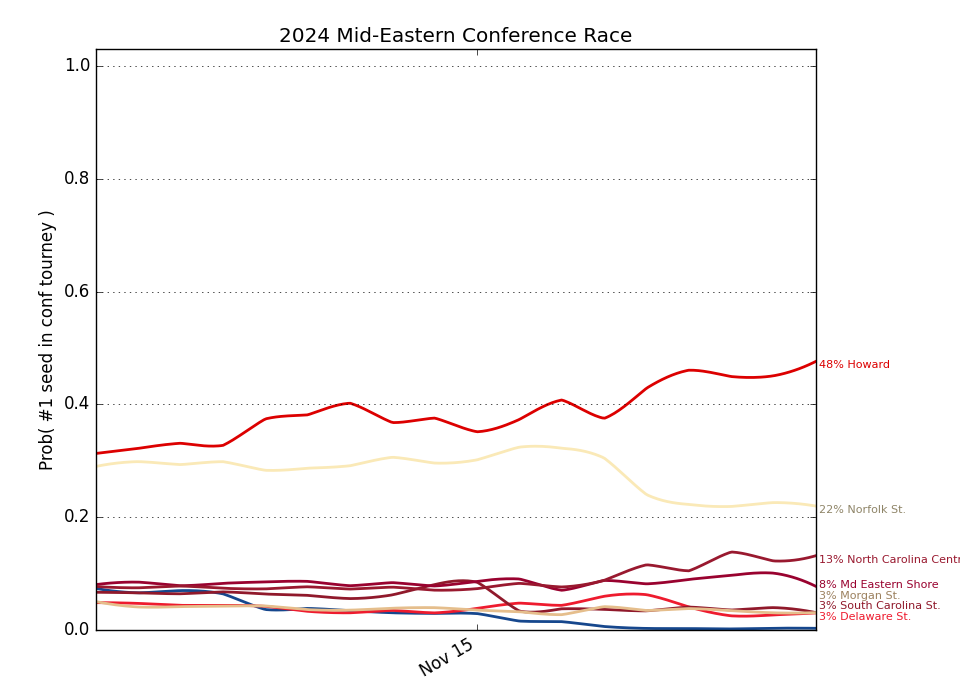 2024 Mid-Eastern Conference Race
Prob( #1 seed in conf tourney )
1.0
0.8
0.6
0.4
0.2
0.0
Nov 15
48% Howard
22% Norfolk St.
13% North Carolina Centr
8% Md Eastern Shore
3% Morgan St.
3% South Carolina St.
3% Delaware St.